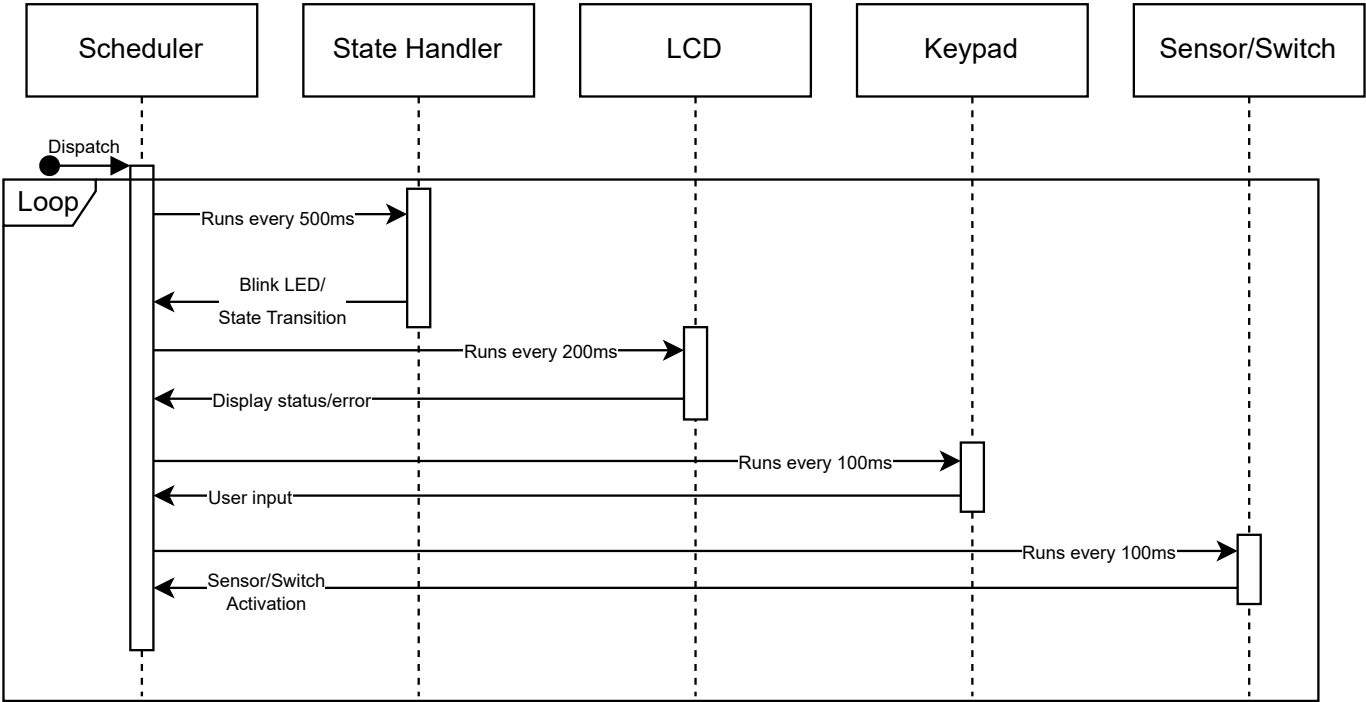 Scheduler
State Handler
LCD
Keypad
Sensor/Switch
Dispatch
Loop
Runs every 500ms
Blink LED/
State Transition
Runs every 200ms
Display status/error
Runs every 100ms
User input
Runs every 100ms
Sensor/Switch
Activation